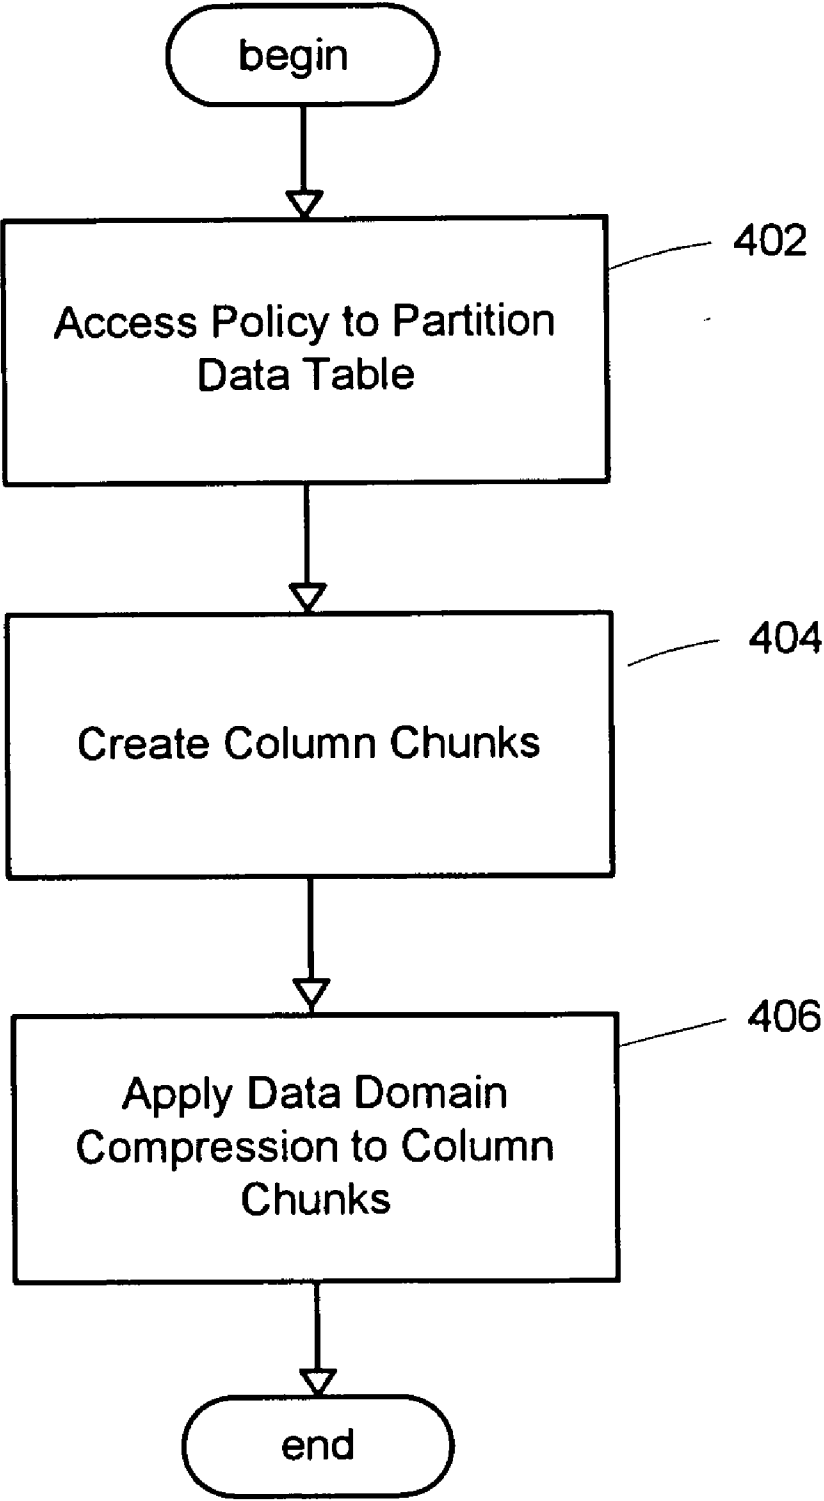 begin
402
Access Policy to Partition
Data Table
404
Create Column Chunks
406
Apply Data Domain
Compression to Column
Chunks
end